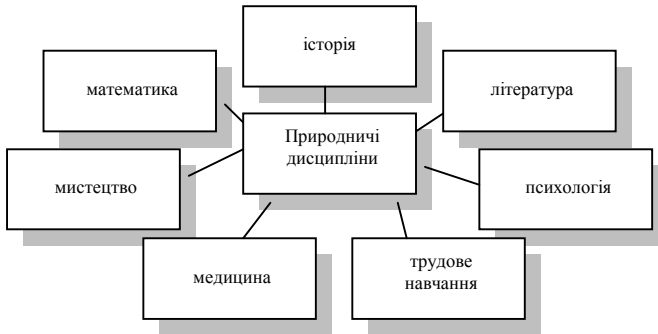 історія
математика
література
Природничі
дисципліни
мистецтво
психологія
медицина
трудове
навчання